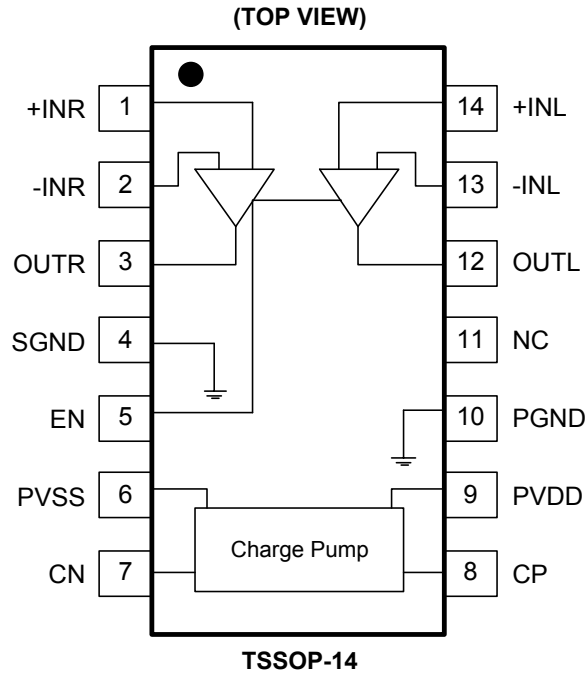 (TOP VIEW)
+INR 1 14 +INL
-INR 2 13 -INL
OUTR 3 12 OUTL
SGND 4 11 NC
EN 5 10 PGND
PVSS 6 9 PVDD
Charge Pump
CN 7 8 CP
TSSOP-14